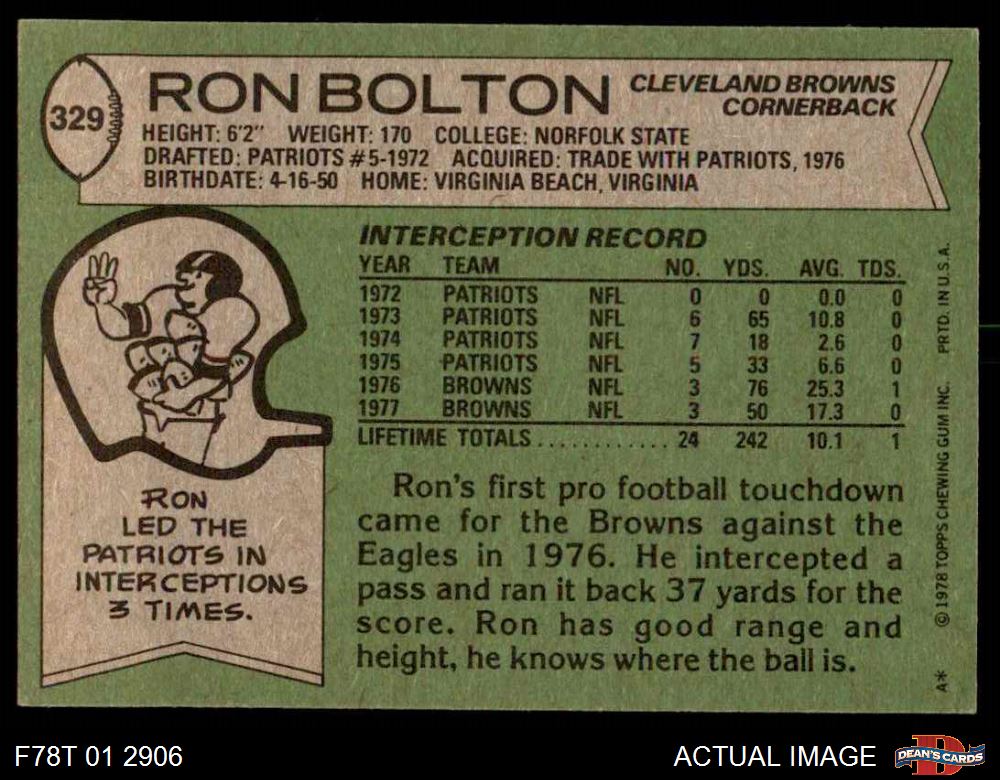 329
RON BOLTON
CLEVELAND BROWNS
CORNERBACK
HEIGHT: 6'2" WEIGHT: 170 COLLEGE: NORFOLK STATE
DRAFTED: PATRIOTS #5-1972 ACQUIRED: TRADE WITH PATRIOTS, 1976
BIRTHDATE: 4-16-50 HOME: VIRGINIA BEACH, VIRGINIA
INTERCEPTION RECORD
YEAR TEAM NO. YDS. AVG. TDS.
1972 PATRIOTS NFL 0 0 0.0 0
1973 PATRIOTS NFL 6 65 10.8 0
1974 PATRIOTS NFL 7 18 2.6 0
1975 PATRIOTS NFL 5 33 6.6 0
1976 BROWNS NFL 3 76 25.3 1
1977 BROWNS NFL 3 50 17.3 0
LIFETIME TOTALS............ 24 242 10.1 1
RON
LED THE
PATRIOTS IN
INTERCEPTIONS
3 TIMES.
Ron's first pro football touchdown
came for the Browns against the
Eagles in 1976. He intercepted a
pass and ran it back 37 yards for the
score. Ron has good range and
height, he knows where the ball is.
A* ©1978 TOPPS CHEWING GUM INC. PRTD. IN U.S.A.
F78T 01 2906
ACTUAL IMAGE
D
DEAN'S CARDS